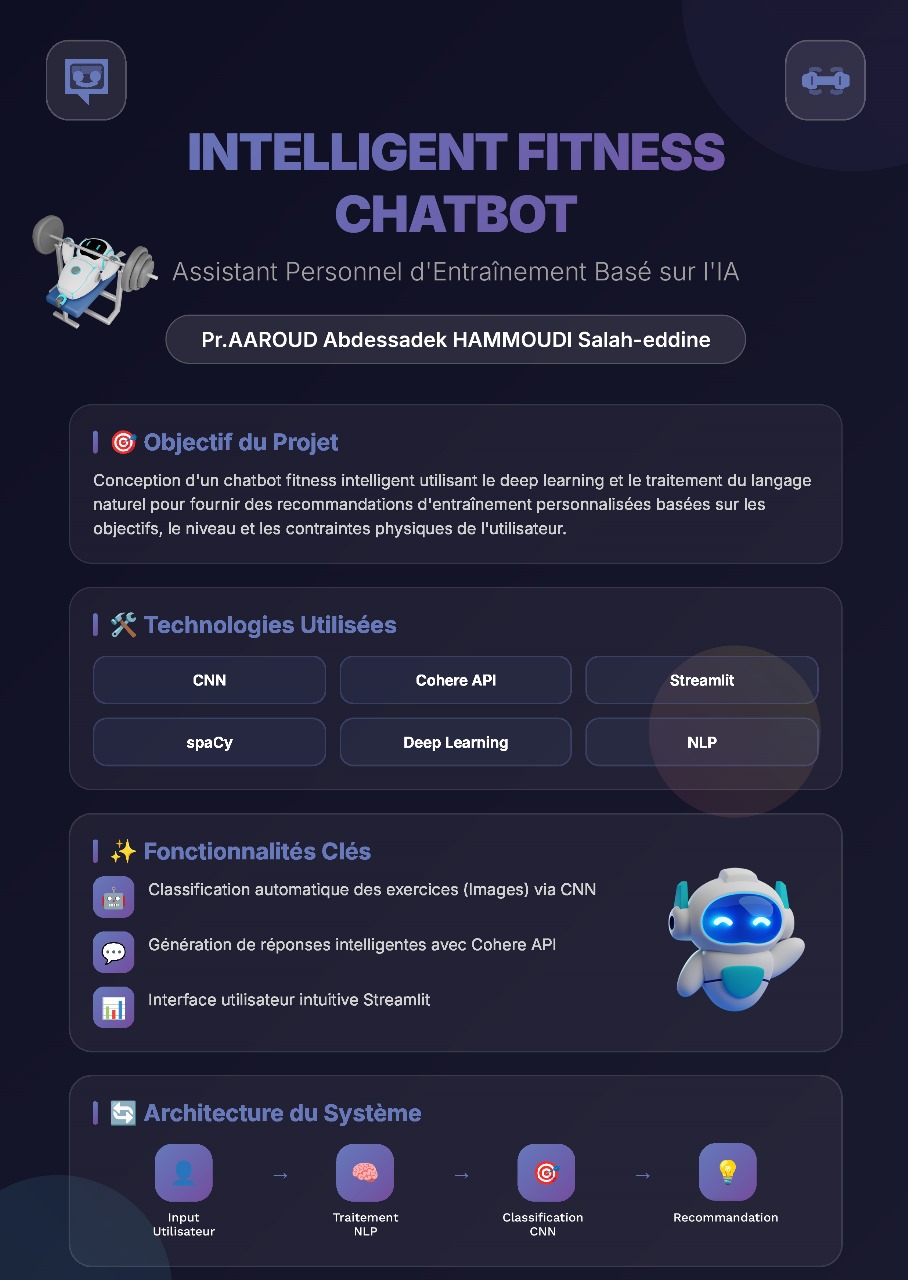 INTELLIGENT FITNESS
CHATBOT
Assistant Personnel d'Entraînement Basé sur l'IA
Pr.AAROUD Abdessadek HAMMOUDI Salah-eddine
Objectif du Projet
Conception d'un chatbot fitness intelligent utilisant le deep learning et le traitement du langage
naturel pour fournir des recommandations d'entraînement personnalisées basées sur les
objectifs, le niveau et les contraintes physiques de l'utilisateur.
Technologies Utilisées
CNN
Cohere API
Streamlit
spaCy
Deep Learning
NLP
Fonctionnalités Clés
Classification automatique des exercices (Images) via CNN
Génération de réponses intelligentes avec Cohere API
Interface utilisateur intuitive Streamlit
Architecture du Système
Input
Utilisateur
→
Traitement
NLP
→
Classification
CNN
→
Recommandation